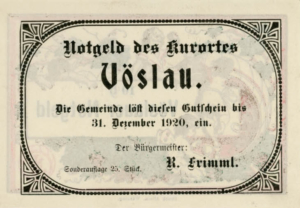 Notgeld des Kurortes
Vöslau.
Die Gemeinde löst diesen Gutschein bis
31. Dezember 1920, ein.
Der Bürgermeister:
R. Frimml.
Sonderauflage 25. Stück.